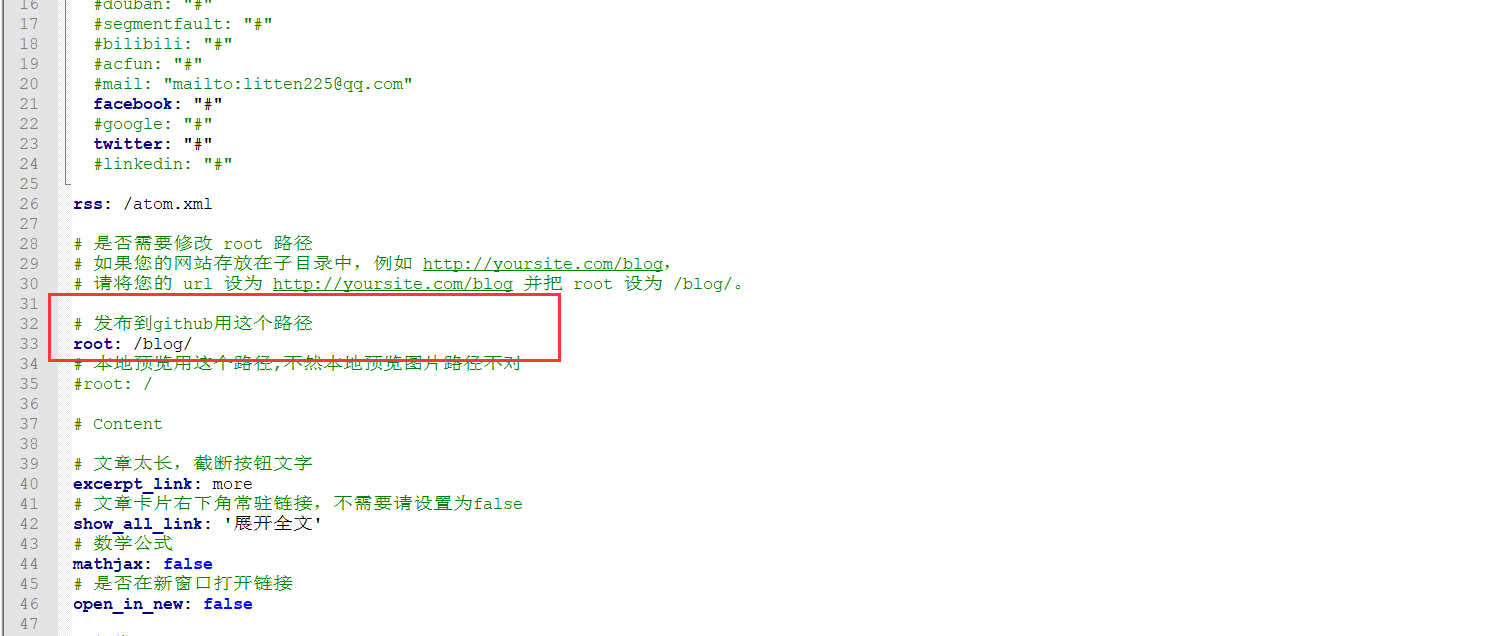 16 #douban: "#"
17 #segmentfault: "#"
18 #bilibili: "#"
19 #acfun: "#"
20 #mail: "mailto:litten225@qq.com"
21 facebook: "#"
22 #google: "#"
23 twitter: "#"
24 #linkedin: "#"
25
26 rss: /atom.xml
27
28 # 是否需要修改 root 路径
29 # 如果您的网站存放在子目录中，例如 http://yoursite.com/blog，
30 # 请将您的 url 设为 http://yoursite.com/blog 并把 root 设为 /blog/。
31
32 # 发布到github用这个路径
33 root: /blog/
34 # 本地预览用这个路径,不然本地预览图片路径不对
35 #root: /
36
37 # Content
38
39 # 文章太长，截断按钮文字
40 excerpt_link: more
41 # 文章卡片右下角常驻链接，不需要请设置为false
42 show_all_link: '展开全文'
43 # 数学公式
44 mathjax: false
45 # 是否在新窗口打开链接
46 open_in_new: false
47